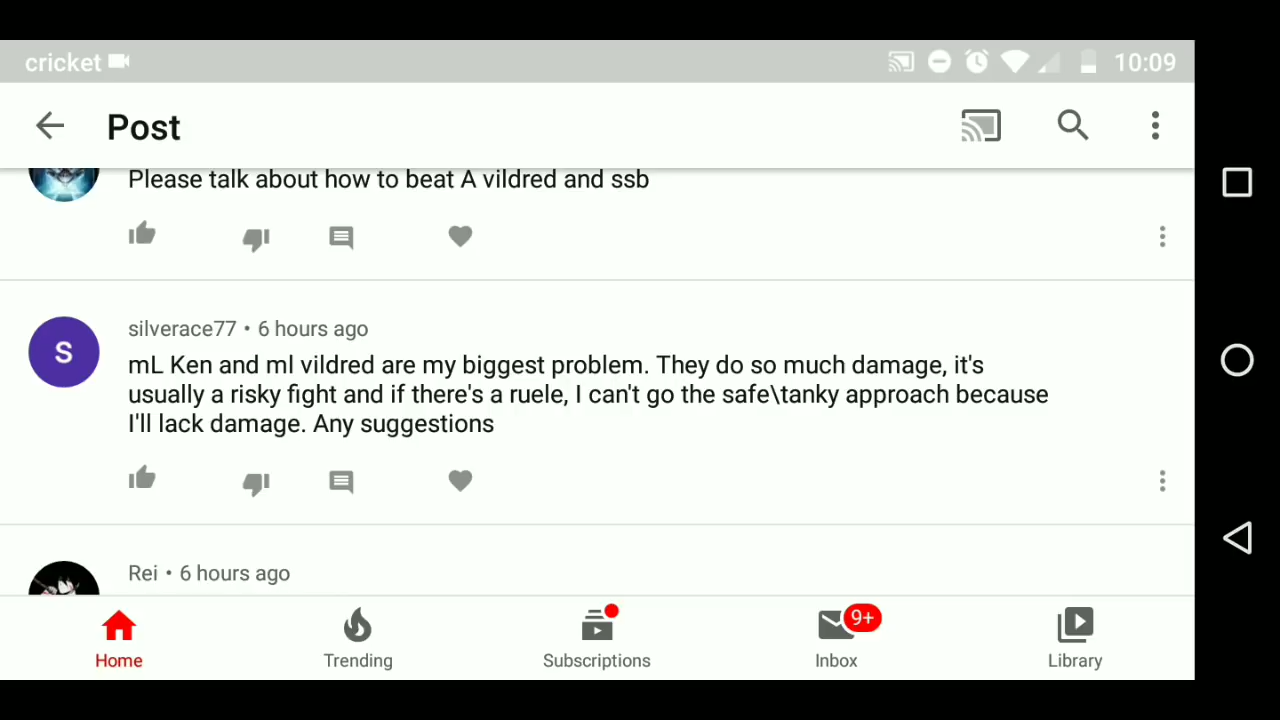 cricket 10:09
Post
Please talk about how to beat A vildred and ssb
S
silverace77 • 6 hours ago
mL Ken and ml vildred are my biggest problem. They do so much damage, it's
usually a risky fight and if there's a ruele, I can't go the safe\tanky approach because
I'll lack damage. Any suggestions
Rei • 6 hours ago
9+
Home Trending Subscriptions Inbox Library